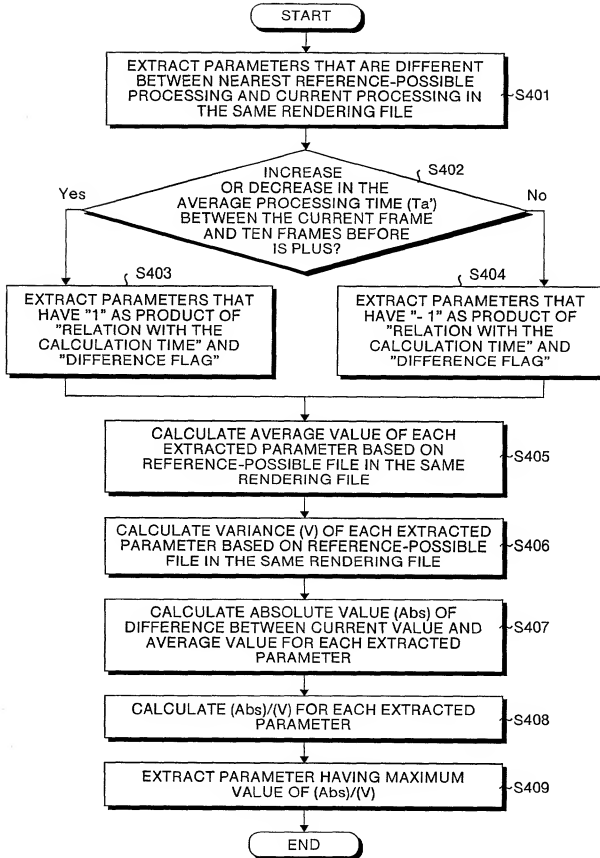 START
EXTRACT PARAMETERS THAT ARE DIFFERENT
BETWEEN NEAREST REFERENCE-POSSIBLE
PROCESSING AND CURRENT PROCESSING IN
THE SAME RENDERING FILE
S401
S402
INCREASE
OR DECREASE IN THE
AVERAGE PROCESSING TIME (Ta')
BETWEEN THE CURRENT FRAME
AND TEN FRAMES BEFORE
IS PLUS?
Yes
No
S403
EXTRACT PARAMETERS THAT
HAVE "1" AS PRODUCT OF
"RELATION WITH THE
CALCULATION TIME" AND
"DIFFERENCE FLAG"
S404
EXTRACT PARAMETERS THAT
HAVE "- 1" AS PRODUCT OF
"RELATION WITH THE
CALCULATION TIME" AND
"DIFFERENCE FLAG"
CALCULATE AVERAGE VALUE OF EACH
EXTRACTED PARAMETER BASED ON
REFERENCE-POSSIBLE FILE IN THE SAME
RENDERING FILE
S405
CALCULATE VARIANCE (V) OF EACH EXTRACTED
PARAMETER BASED ON REFERENCE-POSSIBLE
FILE IN THE SAME RENDERING FILE
S406
CALCULATE ABSOLUTE VALUE (Abs) OF
DIFFERENCE BETWEEN CURRENT VALUE AND
AVERAGE VALUE FOR EACH EXTRACTED
PARAMETER
S407
CALCULATE (Abs)/(V) FOR EACH EXTRACTED
PARAMETER
S408
EXTRACT PARAMETER HAVING MAXIMUM
VALUE OF (Abs)/(V)
S409
END